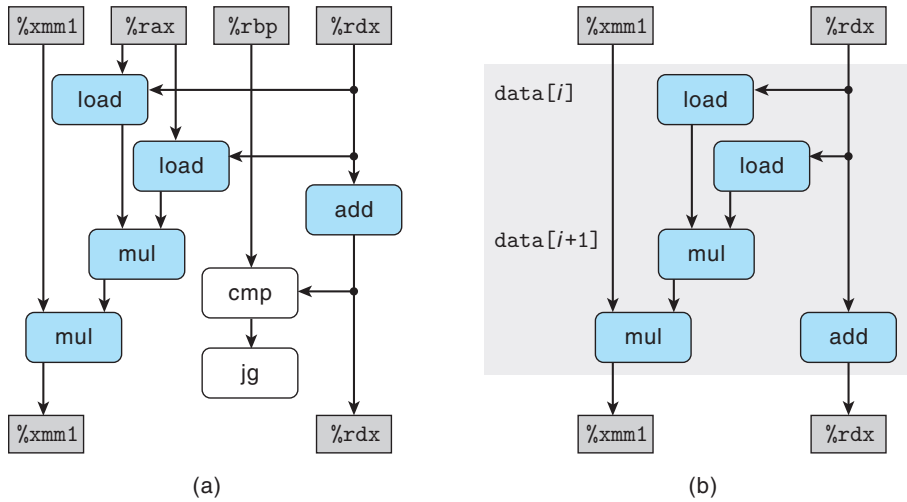 %xmm1 %rax %rbp %rdx
load
load
add
mul
cmp
mul
jg
%xmm1 %rdx
(a)
%xmm1 %rdx
data[i]
load
load
data[i+1]
mul
mul add
%xmm1 %rdx
(b)